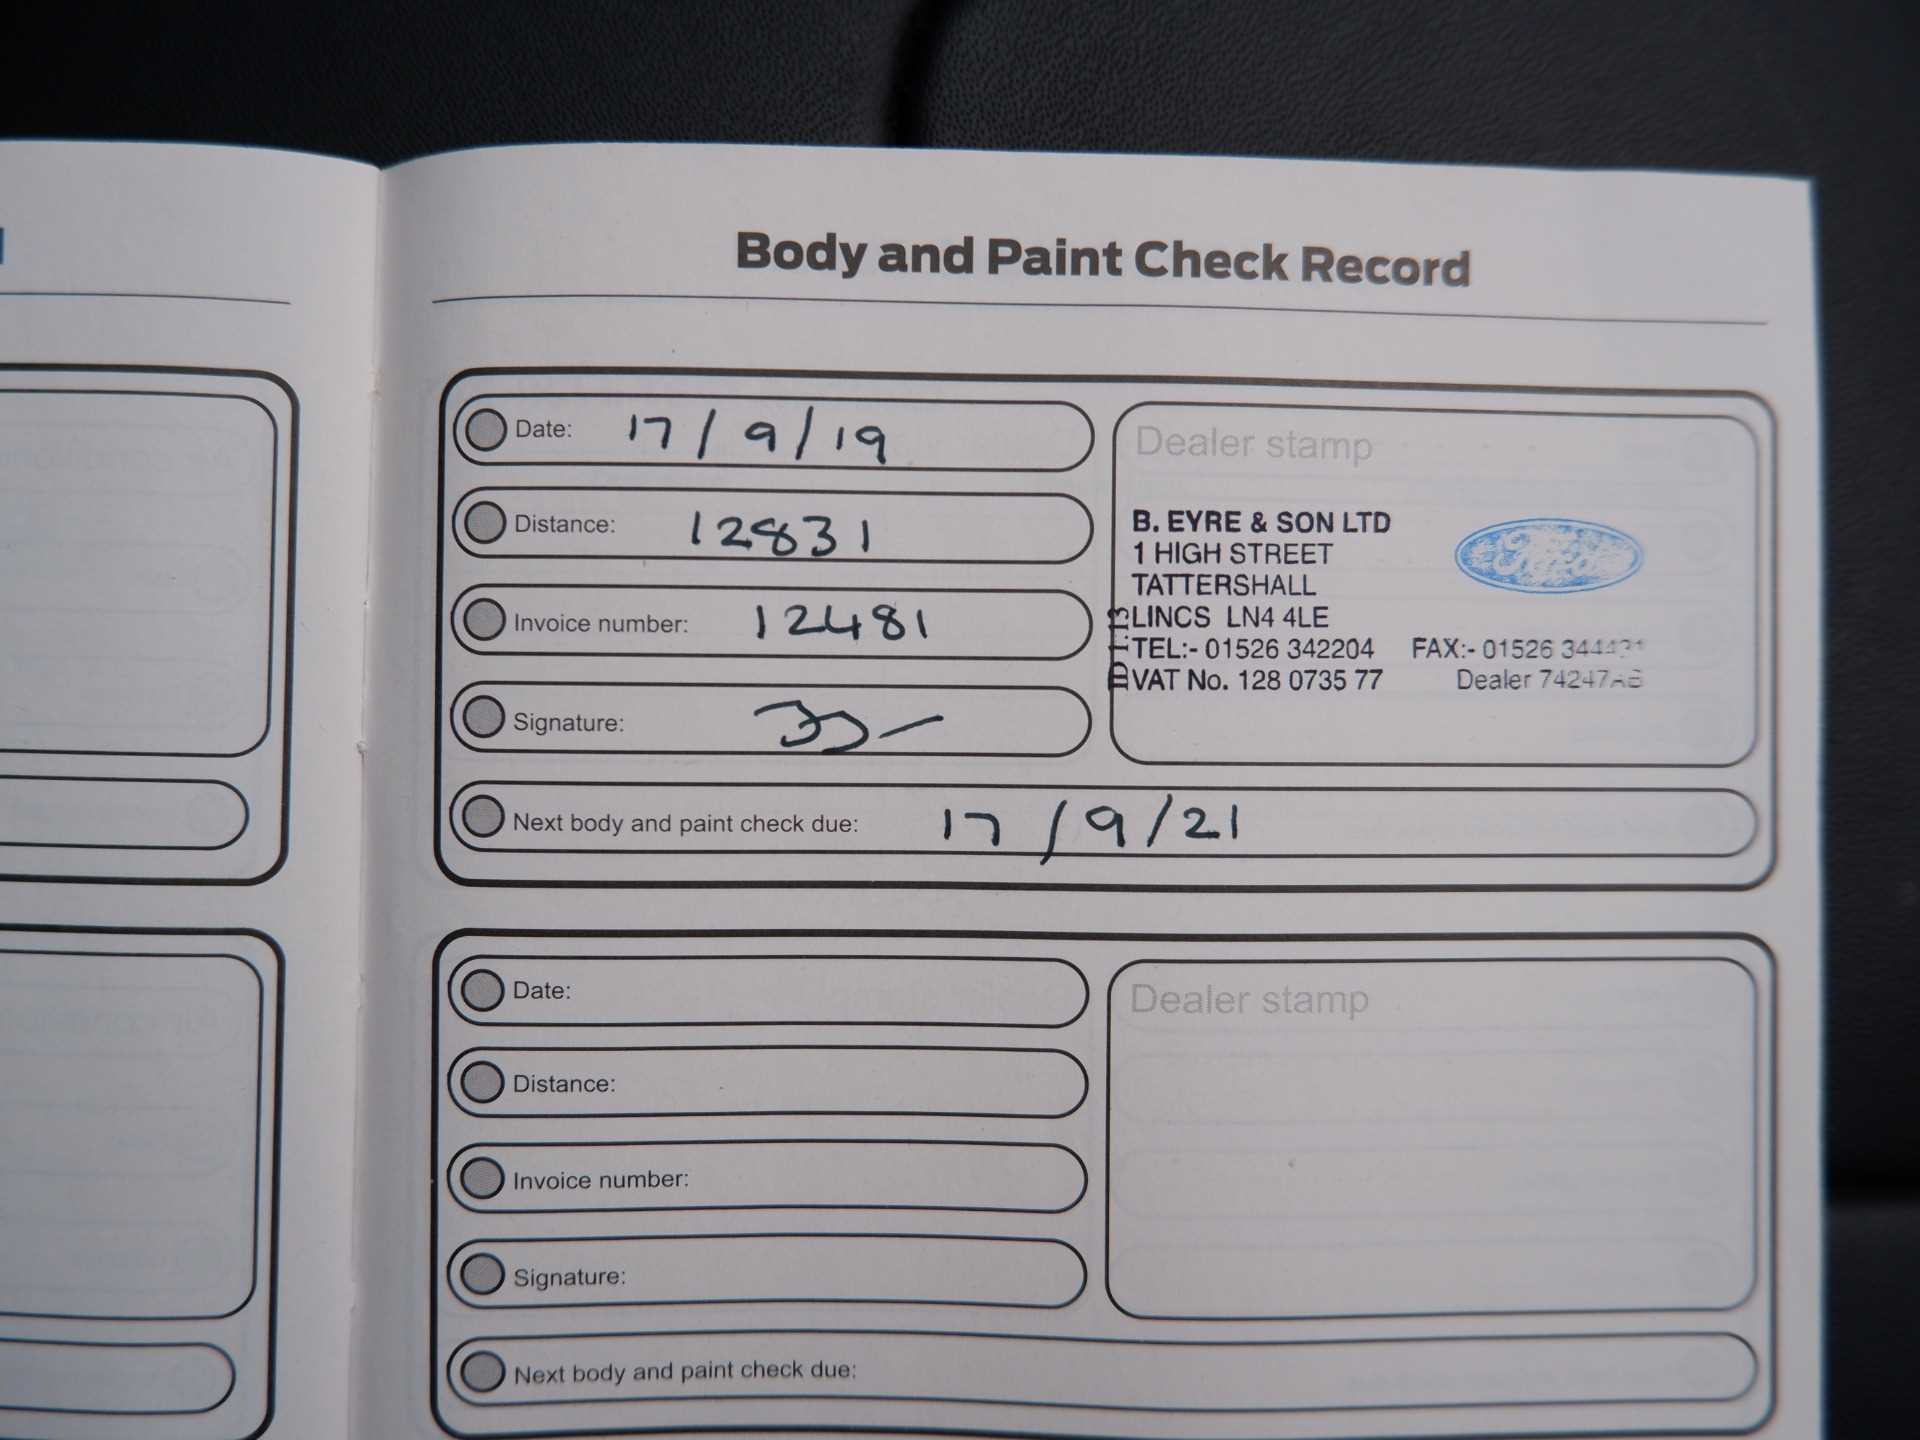 Body and Paint Check Record
Date: 17/9/19
Distance: 12831
Invoice number: 12481
Signature:
Next body and paint check due: 17/9/21
Dealer stamp
B. EYRE & SON LTD
1 HIGH STREET
TATTERSHALL
LINCS LN4 4LE
TEL:- 01526 342204 FAX:- 01526
VAT No. 128 0735 77 Dealer
Ford
Date:
Distance:
Invoice number:
Signature:
Next body and paint check due:
Dealer stamp